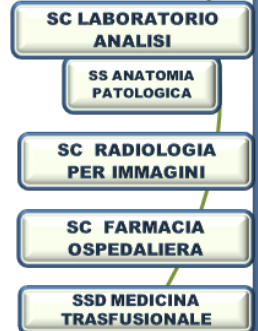 SC LABORATORIO
ANALISI
SS ANATOMIA
PATOLOGICA
SC RADIOLOGIA
PER IMMAGINI
SC FARMACIA
OSPEDALIERA
SSD MEDICINA
TRASFUSIONALE